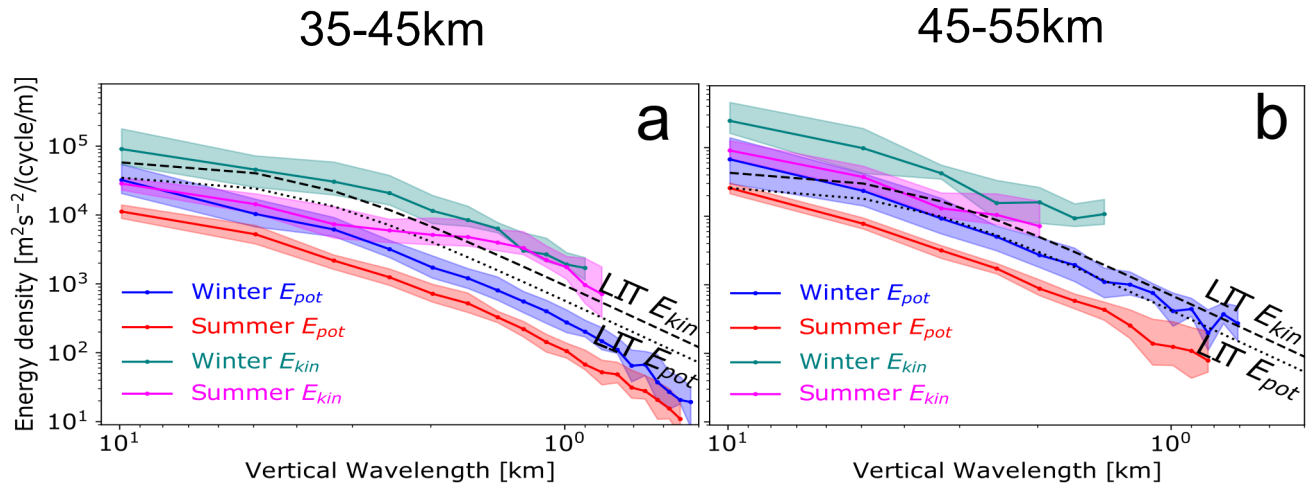 35-45km
45-55km
Energy density [m²s⁻²/(cycle/m)]
10⁵
10⁴
10³
10²
10¹
a
Winter E_pot
Summer E_pot
Winter E_kin
Summer E_kin
LIT E_kin
LIT E_pot
10¹
10⁰
Vertical Wavelength [km]
b
Winter E_pot
Summer E_pot
Winter E_kin
Summer E_kin
LIT E_kin
LIT E_pot
10¹
10⁰
Vertical Wavelength [km]